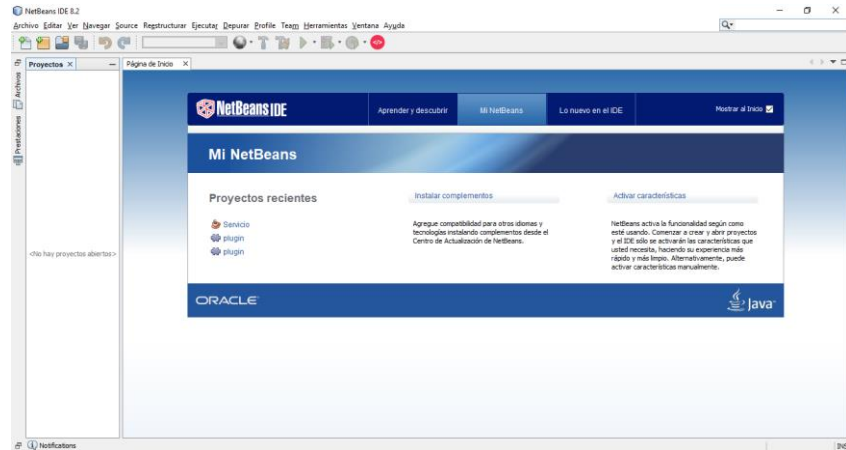 NetBeans IDE 8.2
Archivo Editar Ver Navegar Source Reestructurar Ejecutar Depurar Profile Team Herramientas Ventana Ayuda
Proyectos
Página de Inicio
Archivos
Prestaciones
<No hay proyectos abiertos>
NetBeans IDE
Aprender y descubrir
Mi NetBeans
Lo nuevo en el IDE
Mostrar al Inicio
Mi NetBeans
Proyectos recientes
Servicio
plugin
plugin
Instalar complementos
Agregue compatibilidad para otros idiomas y
tecnologías instalando complementos desde el
Centro de Actualización de NetBeans.
Activar características
NetBeans activa la funcionalidad según como
esté usando. Comenzar a crear y abrir proyectos
y el IDE sólo se activarán las características que
usted necesita, haciendo su experiencia más
rápido y más limpio. Alternativamente, puede
activar características manualmente.
ORACLE
Java
Notifications
INS